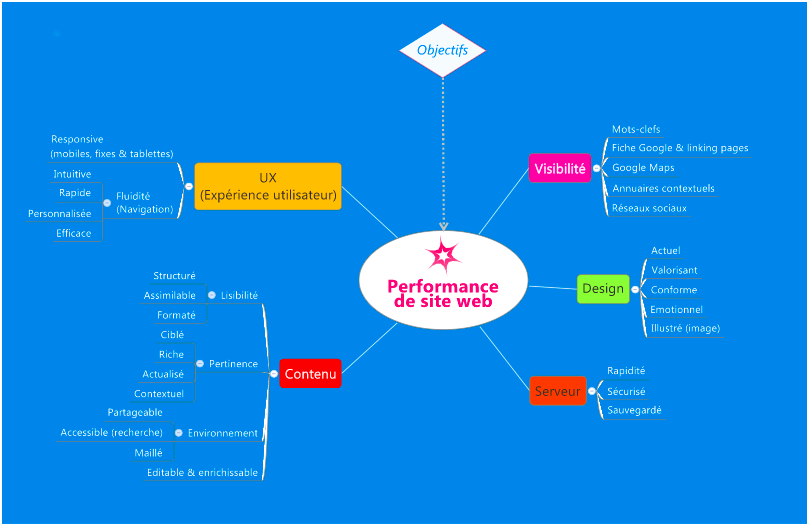 Objectifs
Performance
de site web
UX
(Expérience utilisateur)
Responsive
(mobiles, fixes & tablettes)
Fluidité
(Navigation)
Intuitive
Rapide
Personnalisée
Efficace
Visibilité
Mots-clefs
Fiche Google & linking pages
Google Maps
Annuaires contextuels
Réseaux sociaux
Design
Actuel
Valorisant
Conforme
Emotionnel
Illustré (image)
Serveur
Rapidité
Sécurisé
Sauvegardé
Contenu
Lisibilité
Structuré
Assimilable
Formaté
Pertinence
Ciblé
Riche
Actualisé
Contextuel
Environnement
Partageable
Accessible (recherche)
Maillé
Editable & enrichissable